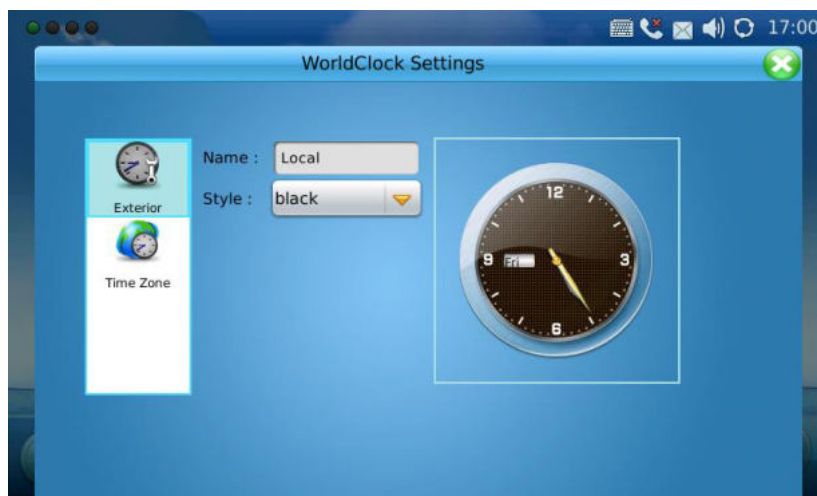 17:00
WorldClock Settings
Name :
Local
Style :
black
Exterior
Time Zone
12
9
Fri
3
6